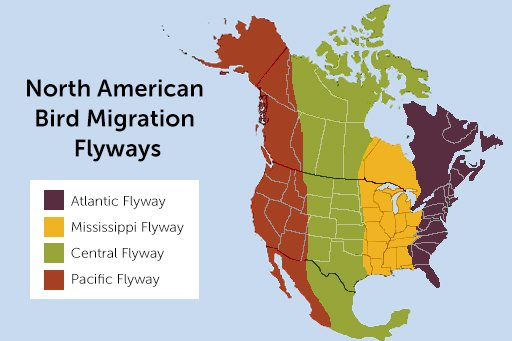 North American
Bird Migration
Flyways
Atlantic Flyway
Mississippi Flyway
Central Flyway
Pacific Flyway